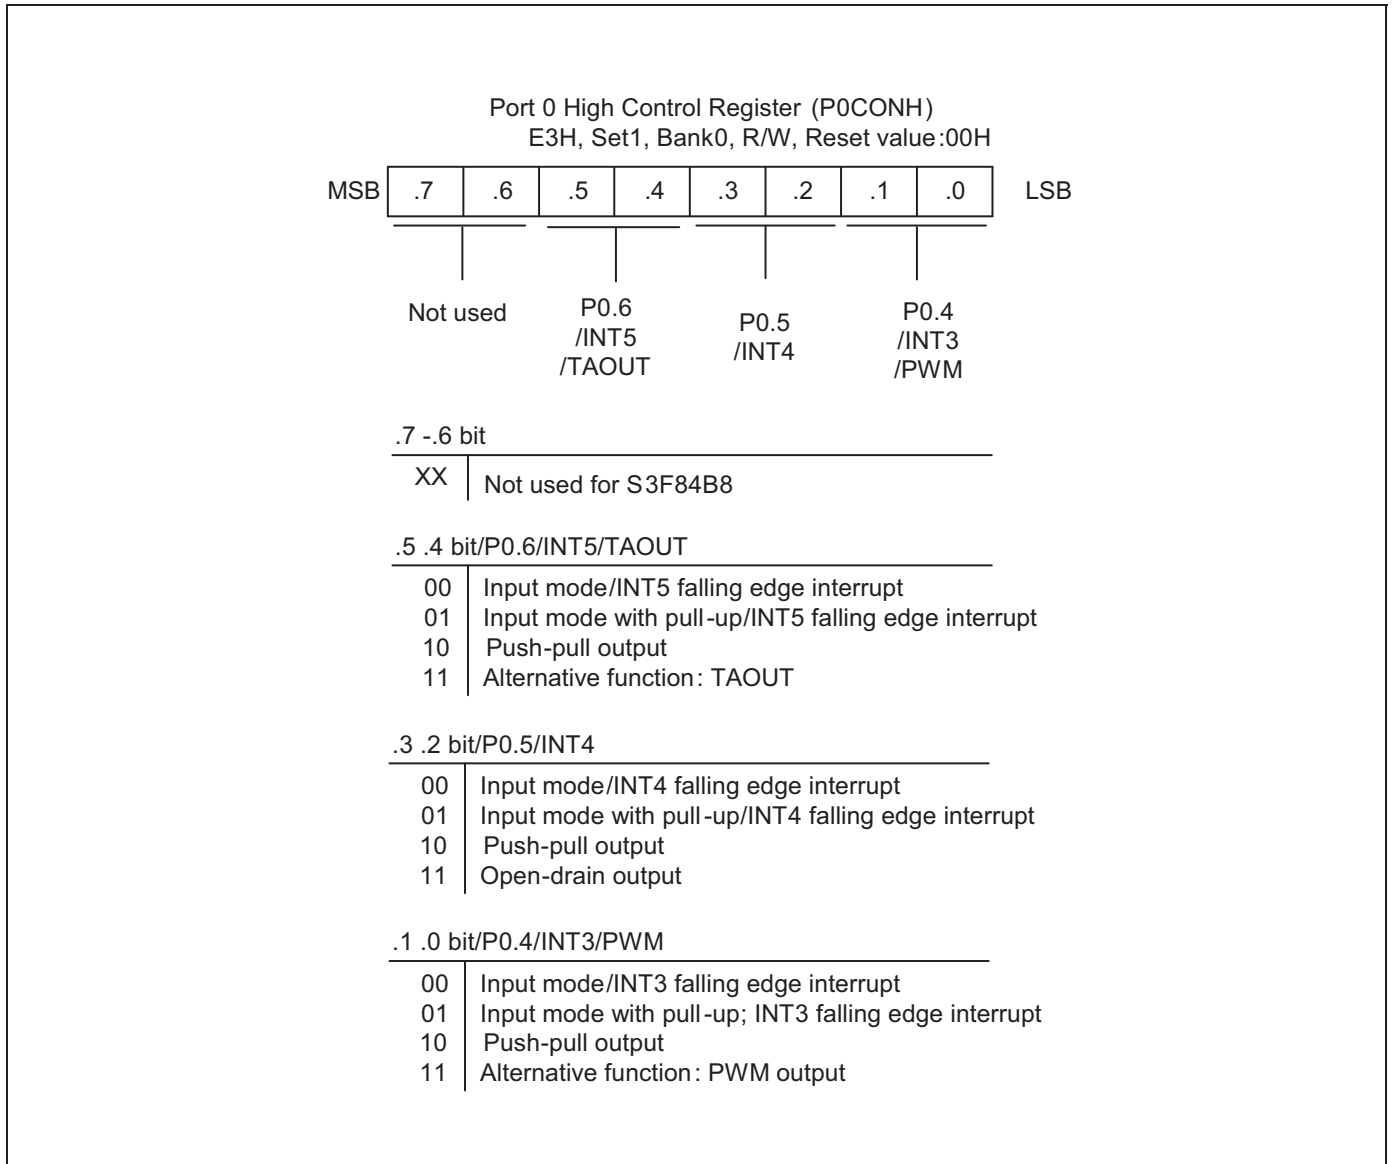 Port 0 High Control Register (P0CONH)
E3H, Set1, Bank0, R/W, Reset value:00H
MSB .7 .6 .5 .4 .3 .2 .1 .0 LSB
Not used
P0.6
/INT5
/TAOUT
P0.5
/INT4
P0.4
/INT3
/PWM
.7 -.6 bit
XX Not used for S3F84B8
.5 .4 bit/P0.6/INT5/TAOUT
00 Input mode/INT5 falling edge interrupt
01 Input mode with pull-up/INT5 falling edge interrupt
10 Push-pull output
11 Alternative function: TAOUT
.3 .2 bit/P0.5/INT4
00 Input mode/INT4 falling edge interrupt
01 Input mode with pull-up/INT4 falling edge interrupt
10 Push-pull output
11 Open-drain output
.1 .0 bit/P0.4/INT3/PWM
00 Input mode/INT3 falling edge interrupt
01 Input mode with pull-up; INT3 falling edge interrupt
10 Push-pull output
11 Alternative function: PWM output